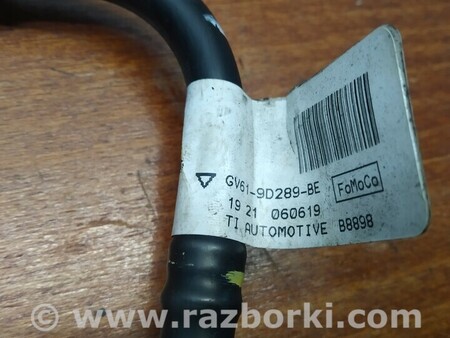 GV61-9D289-BE
FoMoCo
19 21 060619
TI AUTOMOTIVE B8898
www.razborki.com